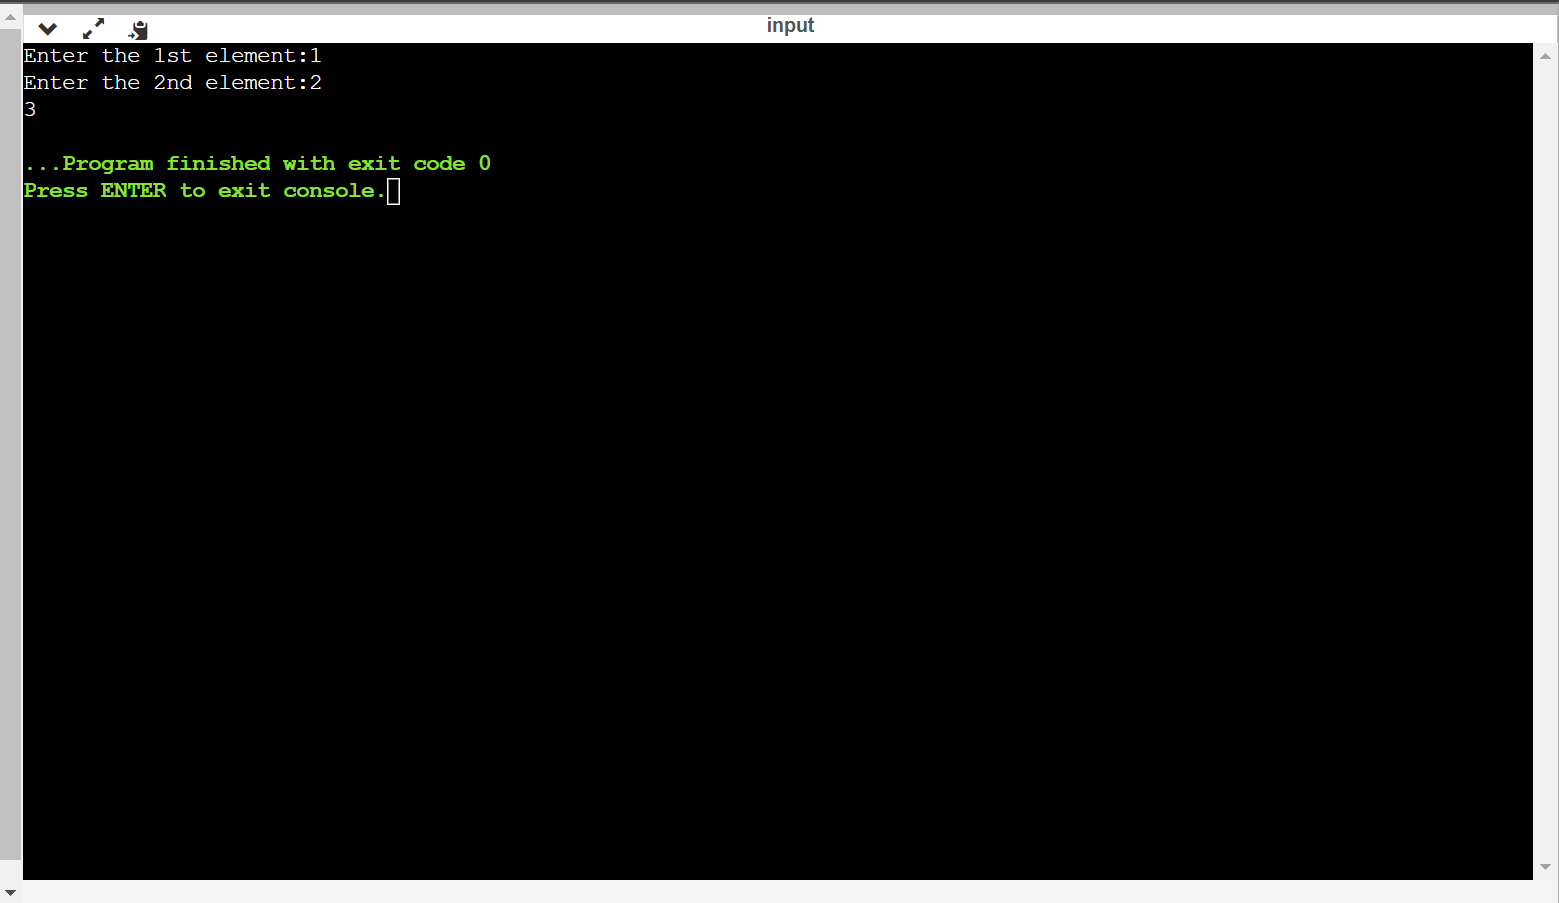 input
Enter the 1st element:1
Enter the 2nd element:2
3
...Program finished with exit code 0
Press ENTER to exit console.